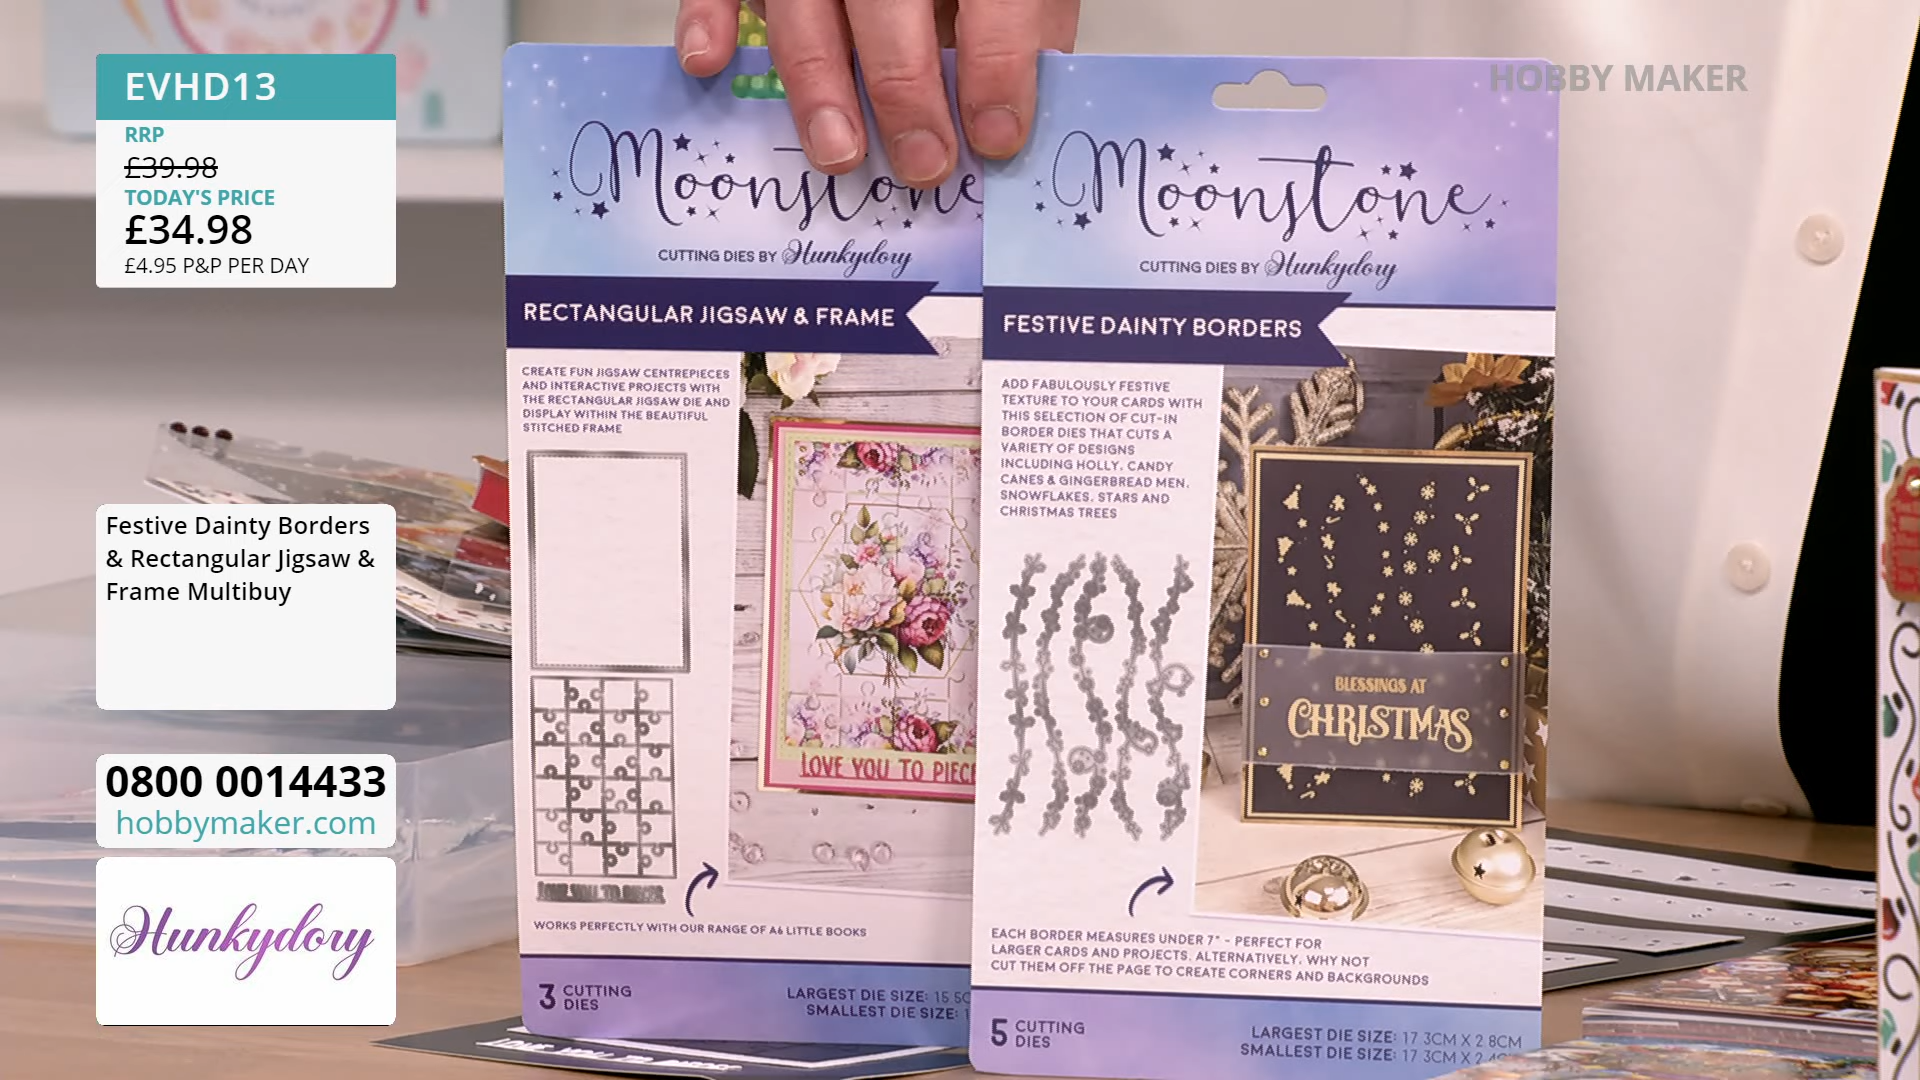 EVHD13
RRP
£39.98
TODAY'S PRICE
£34.98
£4.95 P&P PER DAY
Festive Dainty Borders
& Rectangular Jigsaw &
Frame Multibuy
0800 0014433
hobbymaker.com
Hunkydory
HOBBY MAKER
Moonstone
CUTTING DIES BY Hunkydory
RECTANGULAR JIGSAW & FRAME
CREATE FUN JIGSAW CENTREPIECES
AND INTERACTIVE PROJECTS WITH
THE RECTANGULAR JIGSAW DIE AND
DISPLAY WITHIN THE BEAUTIFUL
STITCHED FRAME
LOVE YOU TO
LOVE YOU TO PIECES
WORKS PERFECTLY WITH OUR RANGE OF A6 LITTLE BOOKS
3 CUTTING
DIES
LARGEST DIE SIZE: 15.5C
SMALLEST DIE SIZE: 1
Moonstone
CUTTING DIES BY Hunkydory
FESTIVE DAINTY BORDERS
ADD FABULOUSLY FESTIVE
TEXTURE TO YOUR CARDS WITH
THIS SELECTION OF CUT-IN
BORDER DIES THAT CUTS A
VARIETY OF DESIGNS
INCLUDING HOLLY, CANDY
CANES & GINGERBREAD MEN,
SNOWFLAKES, STARS AND
CHRISTMAS TREES
BLESSINGS AT
CHRISTMAS
EACH BORDER MEASURES UNDER 7" - PERFECT FOR
LARGER CARDS AND PROJECTS. ALTERNATIVELY, WHY NOT
CUT THEM OFF THE PAGE TO CREATE CORNERS AND BACKGROUNDS
5 CUTTING
DIES
LARGEST DIE SIZE: 17.3CM X 2.8CM
SMALLEST DIE SIZE: 17.3CM X